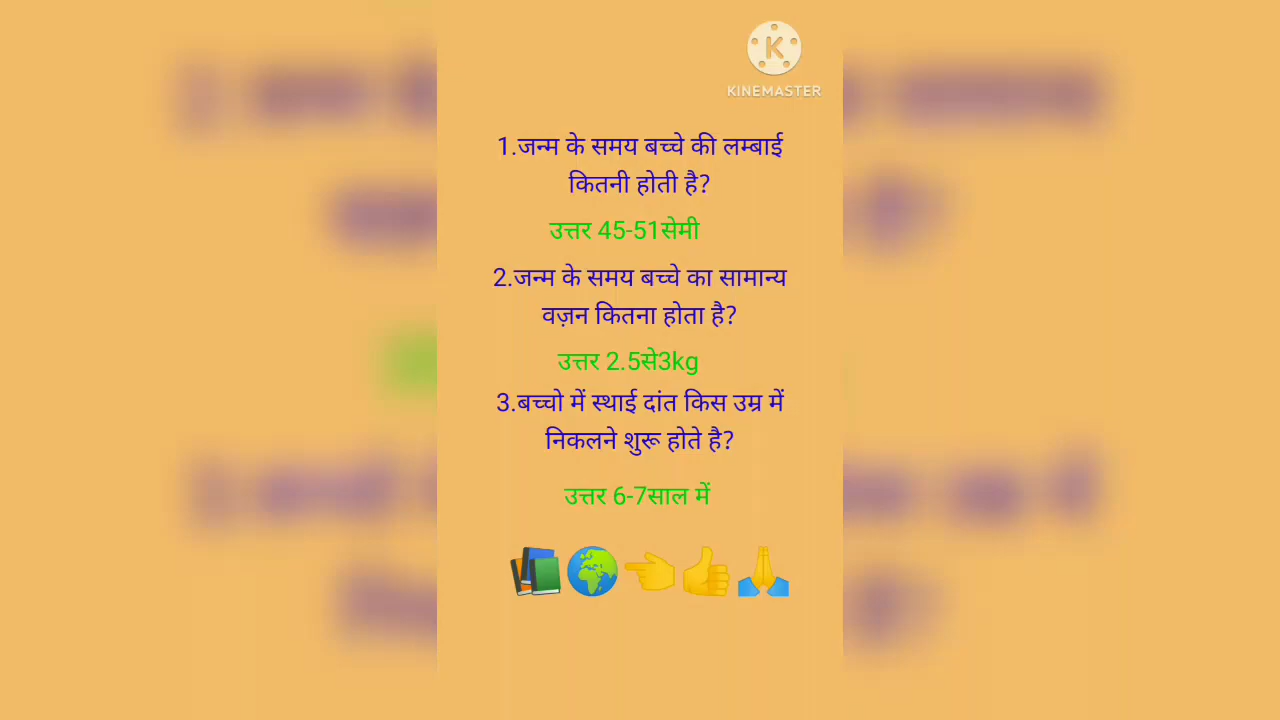 KINEMASTER
1.जन्म के समय बच्चे की लम्बाई
कितनी होती है?
उत्तर 45-51सेमी
2.जन्म के समय बच्चे का सामान्य
वज़न कितना होता है?
उत्तर 2.5से3kg
3.बच्चो में स्थाई दांत किस उम्र में
निकलने शुरू होते है?
उत्तर 6-7साल में